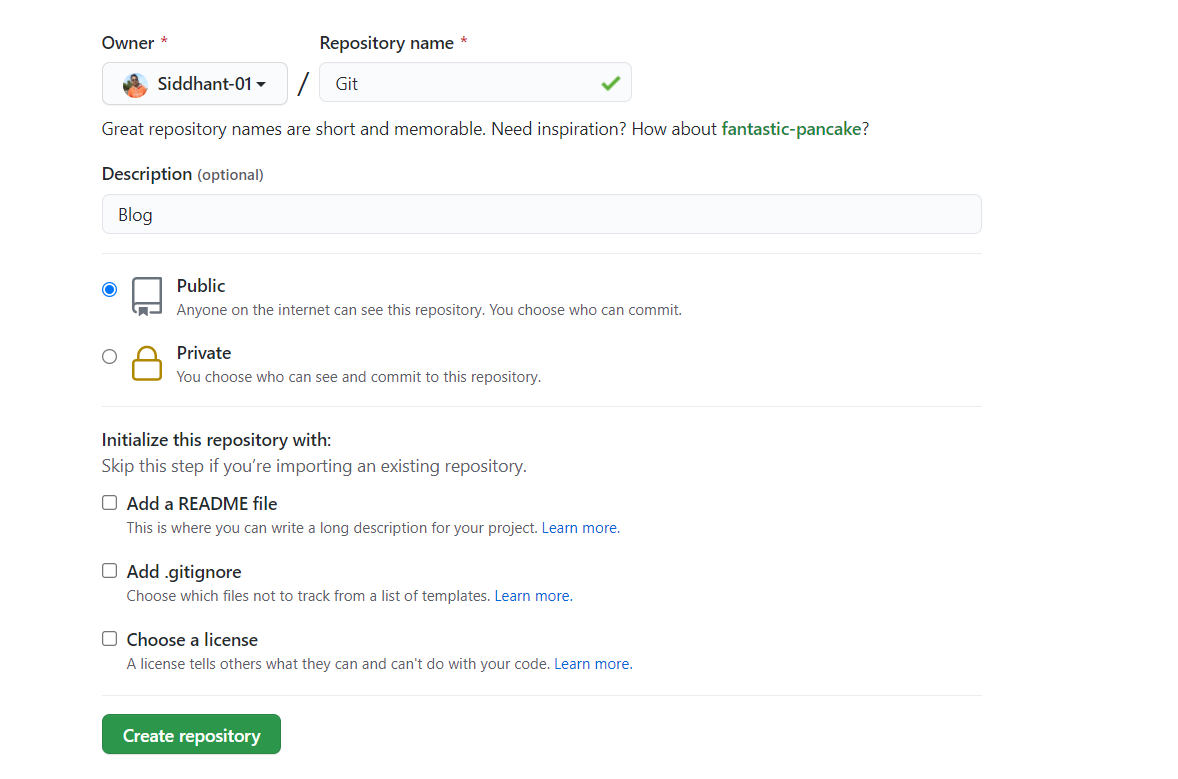 Owner * Repository name *
Siddhant-01 / Git
Great repository names are short and memorable. Need inspiration? How about fantastic-pancake?
Description (optional)
Blog
Public
Anyone on the internet can see this repository. You choose who can commit.
Private
You choose who can see and commit to this repository.
Initialize this repository with:
Skip this step if you’re importing an existing repository.
Add a README file
This is where you can write a long description for your project. Learn more.
Add .gitignore
Choose which files not to track from a list of templates. Learn more.
Choose a license
A license tells others what they can and can't do with your code. Learn more.
Create repository